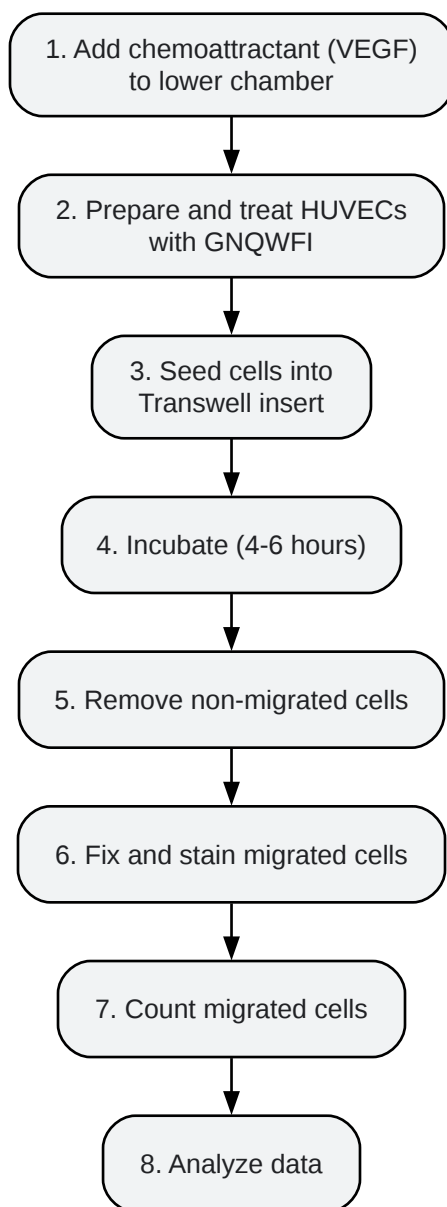 1. Add chemoattractant (VEGF)
to lower chamber
2. Prepare and treat HUVECs
with GNQWFI
3. Seed cells into
Transwell insert
4. Incubate (4-6 hours)
5. Remove non-migrated cells
6. Fix and stain migrated cells
7. Count migrated cells
8. Analyze data